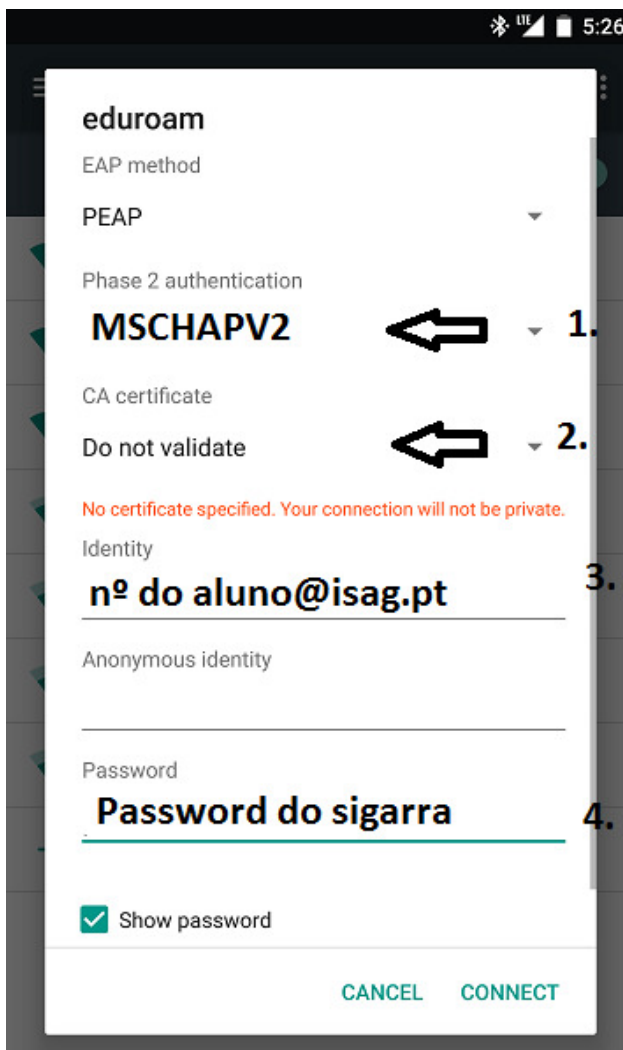 LTE 5:26
eduroam
EAP method
PEAP
Phase 2 authentication
MSCHAPV2 1.
CA certificate
Do not validate 2.
No certificate specified. Your connection will not be private.
Identity
nº do aluno@isag.pt 3.
Anonymous identity
Password
Password do sigarra 4.
Show password
CANCEL CONNECT